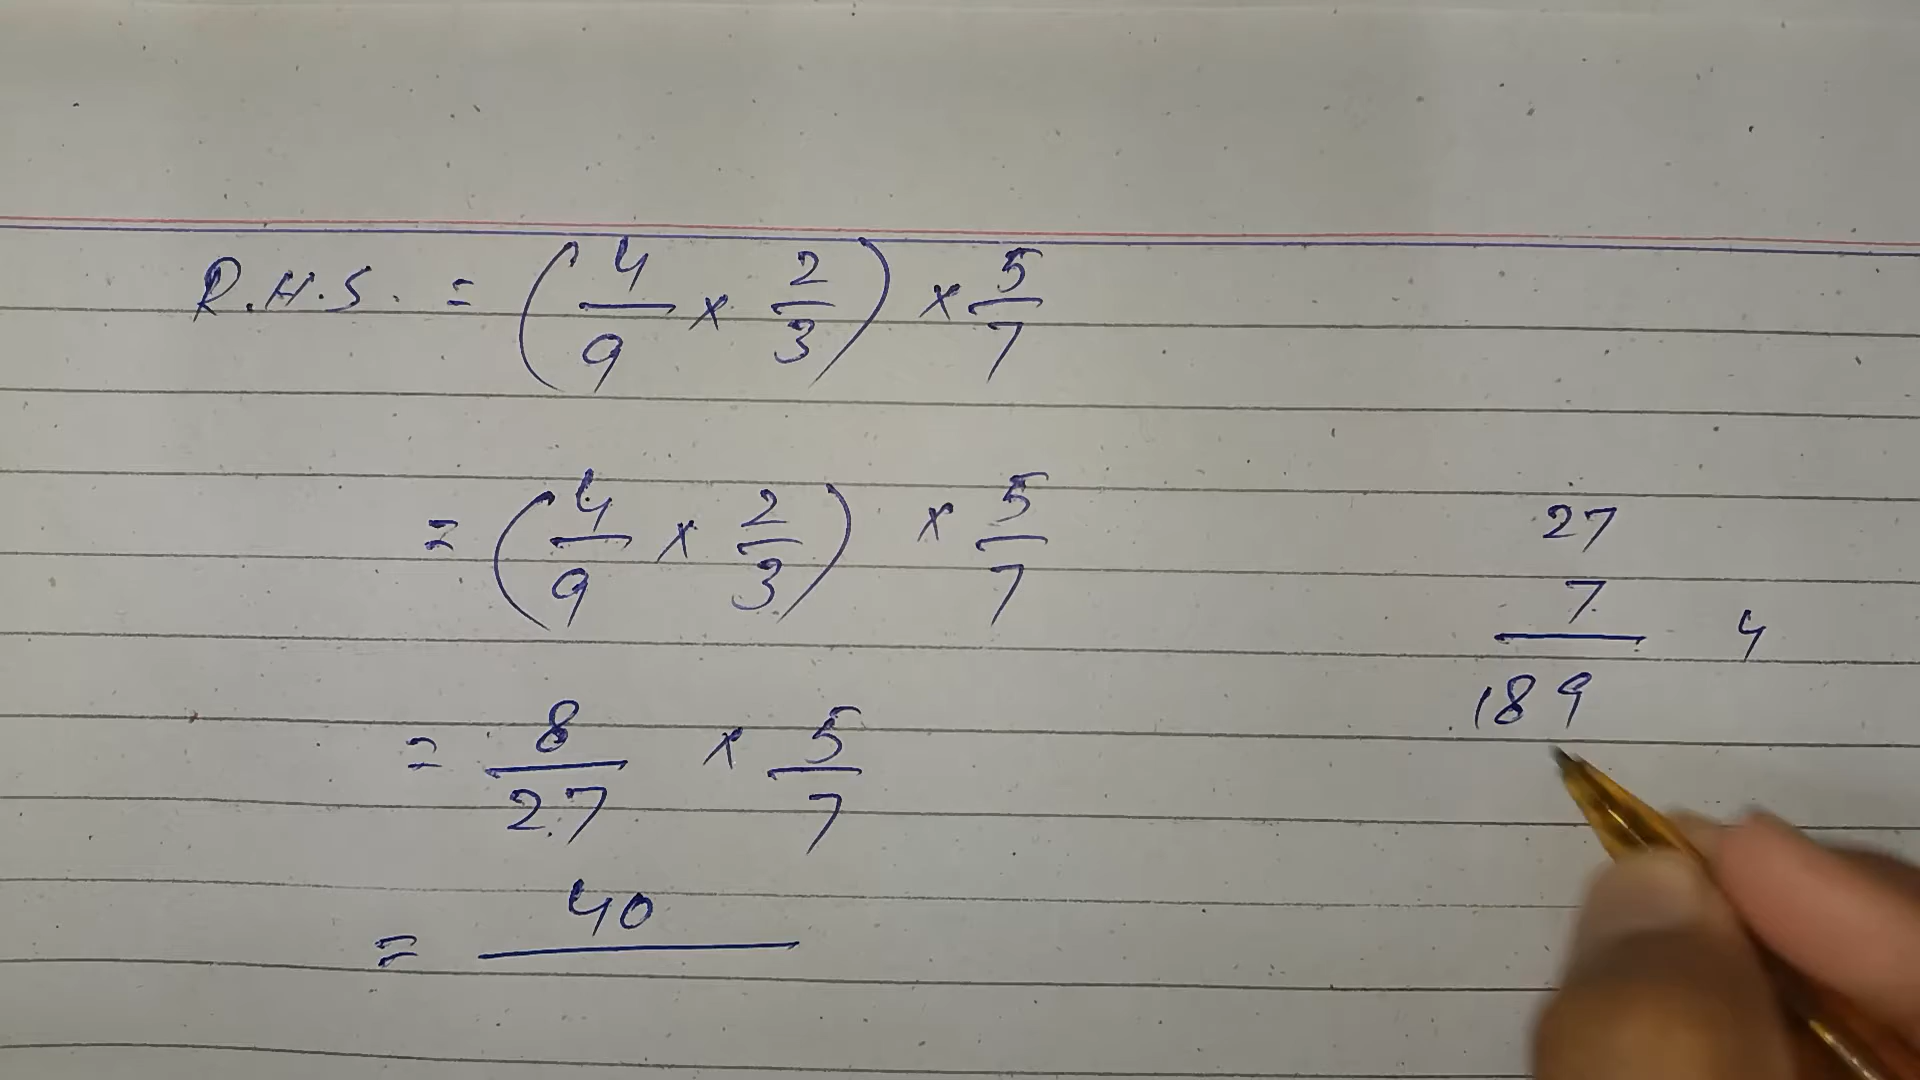 R.H.S. = (4/9 x 2/3) x 5/7
= (4/9 x 2/3) x 5/7
= 8/27 x 5/7
= 40/
27
7
4
189